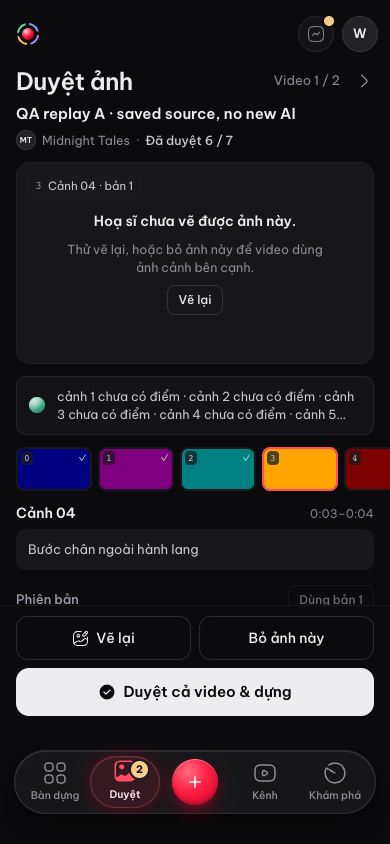 W
Duyệt ảnh
Video 1 / 2
QA replay A · saved source, no new AI
MT Midnight Tales · Đã duyệt 6 / 7
3 Cảnh 04 · bản 1
Hoạ sĩ chưa vẽ được ảnh này.
Thử vẽ lại, hoặc bỏ ảnh này để video dùng
ảnh cảnh bên cạnh.
Vẽ lại
cảnh 1 chưa có điểm · cảnh 2 chưa có điểm · cảnh
3 chưa có điểm · cảnh 4 chưa có điểm · cảnh 5…
0 1 2 3 4
Cảnh 04
0:03–0:04
Bước chân ngoài hành lang
Phiên bản
Dùng bản 1
Vẽ lại
Bỏ ảnh này
Duyệt cả video & dựng
2
Bàn dựng
Duyệt
Kênh
Khám phá